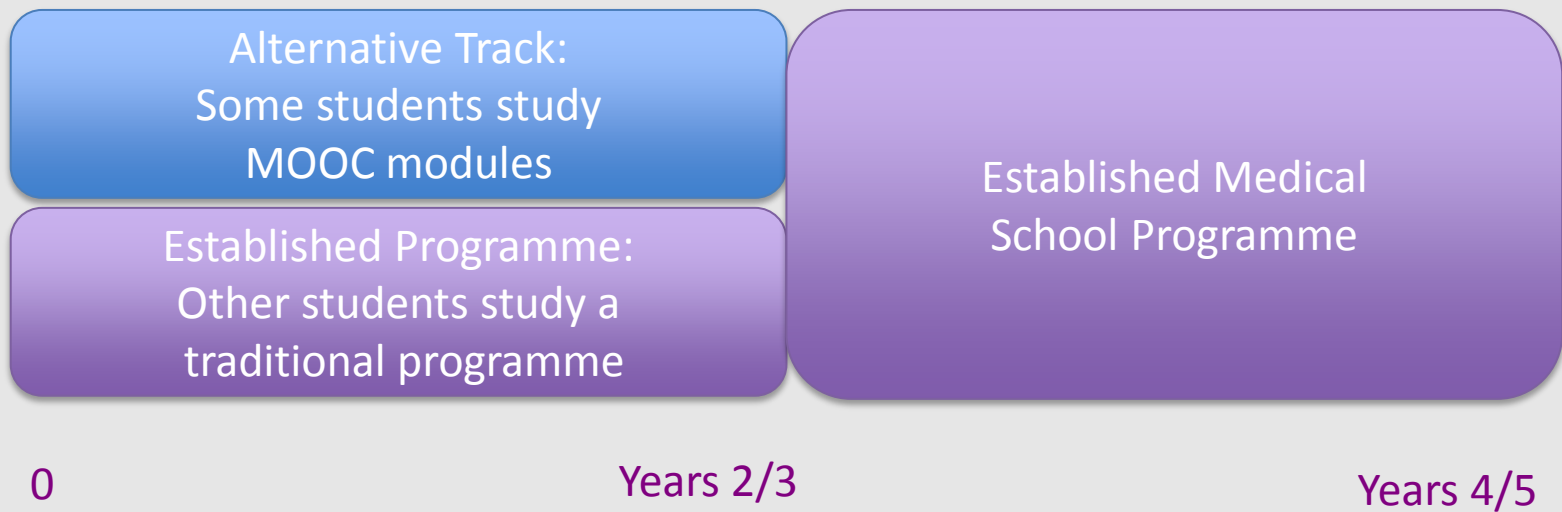 Alternative Track:
Some students study
MOOC modules
Established Programme:
Other students study a
traditional programme
Established Medical
School Programme
0
Years 2/3
Years 4/5